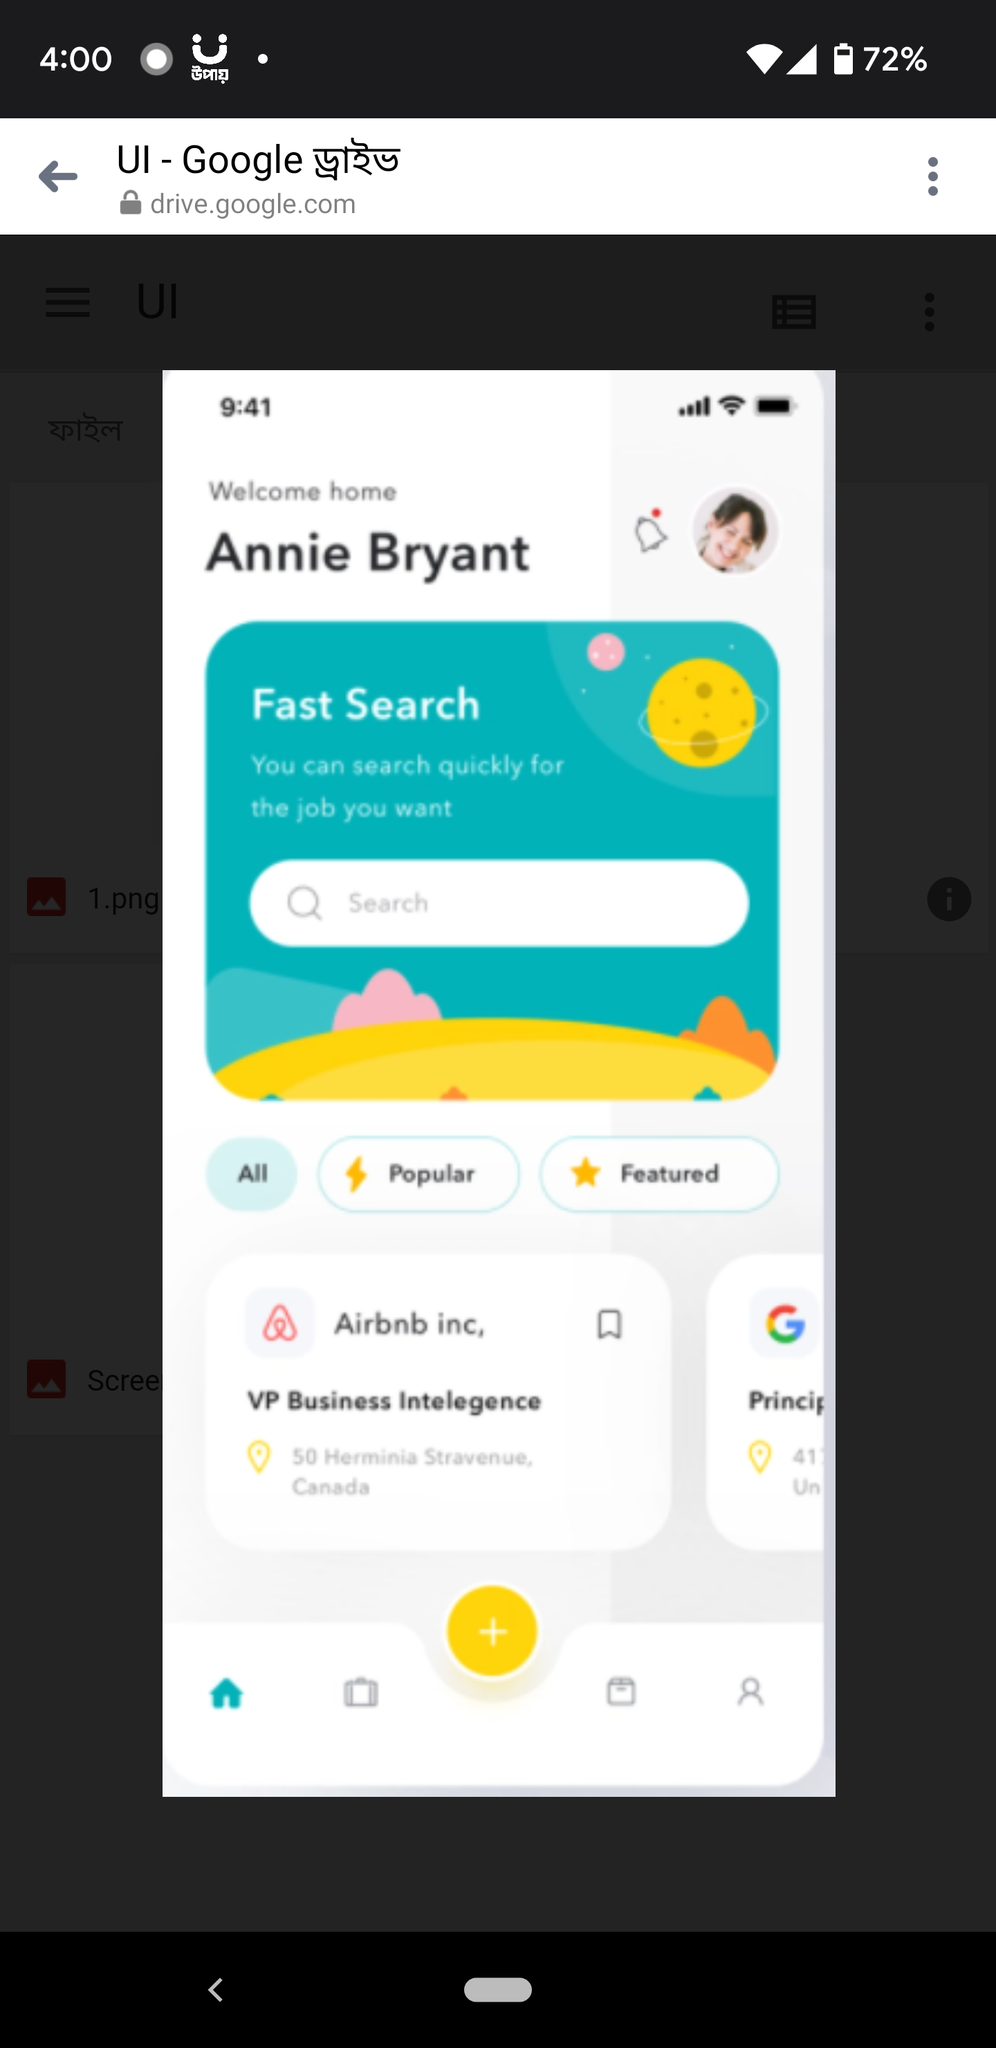 4:00 উপায় 72%
UI - Google ড্রাইভ
drive.google.com
UI
ফাইল
9:41
Welcome home
Annie Bryant
Fast Search
You can search quickly for
the job you want
1.png
Search
All Popular Featured
Airbnb inc,
Scree
VP Business Intelegence
Princip
50 Herminia Stravenue,
Canada
41
Un